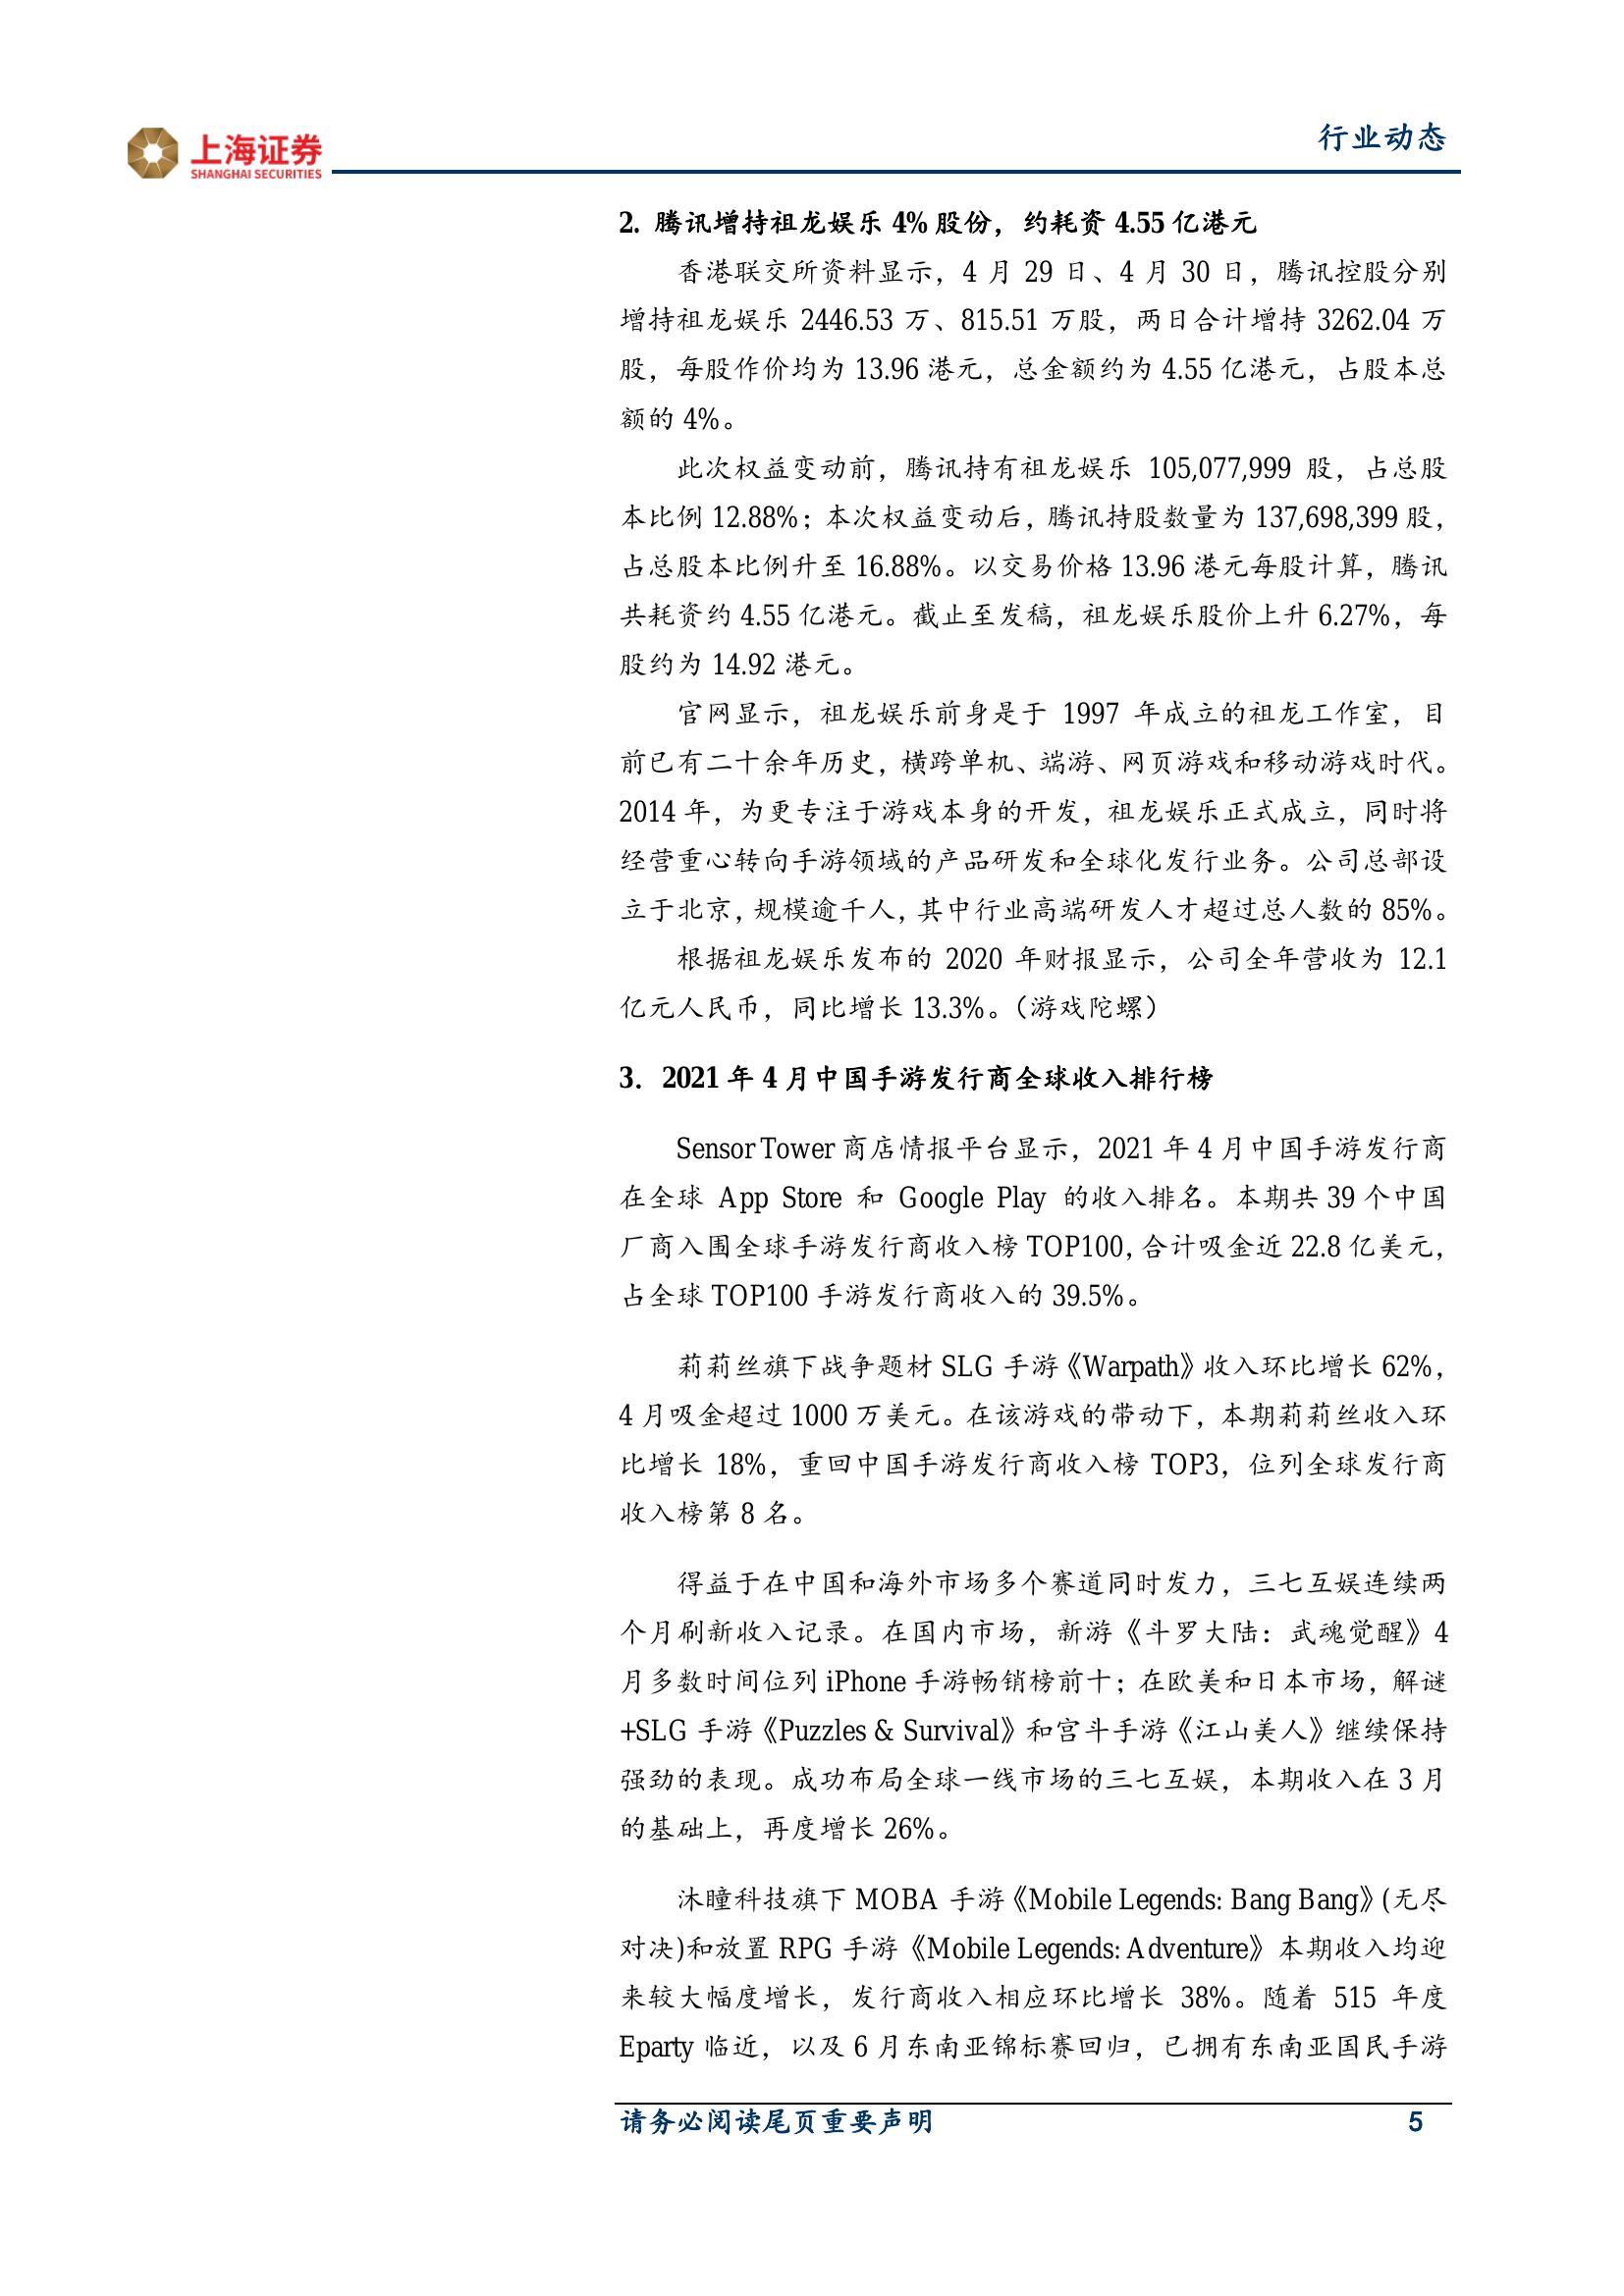 上海证券
SHANGHAI SECURITIES
行业动态
2. 腾讯增持祖龙娱乐 4%股份，约耗资 4.55 亿港元
香港联交所资料显示，4 月 29 日、4 月 30 日，腾讯控股分别
增持祖龙娱乐 2446.53 万、815.51 万股，两日合计增持 3262.04 万
股，每股作价均为 13.96 港元，总金额约为 4.55 亿港元，占股本总
额的 4%。
此次权益变动前，腾讯持有祖龙娱乐 105,077,999 股，占总股
本比例 12.88%；本次权益变动后，腾讯持股数量为 137,698,399 股，
占总股本比例升至 16.88%。以交易价格 13.96 港元每股计算，腾讯
共耗资约 4.55 亿港元。截止至发稿，祖龙娱乐股价上升 6.27%，每
股约为 14.92 港元。
官网显示，祖龙娱乐前身是于 1997 年成立的祖龙工作室，目
前已有二十余年历史，横跨单机、端游、网页游戏和移动游戏时代。
2014 年，为更专注于游戏本身的开发，祖龙娱乐正式成立，同时将
经营重心转向手游领域的产品研发和全球化发行业务。公司总部设
立于北京，规模逾千人，其中行业高端研发人才超过总人数的 85%。
根据祖龙娱乐发布的 2020 年财报显示，公司全年营收为 12.1
亿元人民币，同比增长 13.3%。（游戏陀螺）
3. 2021 年 4 月中国手游发行商全球收入排行榜
Sensor Tower 商店情报平台显示，2021 年 4 月中国手游发行商
在全球 App Store 和 Google Play 的收入排名。本期共 39 个中国
厂商入围全球手游发行商收入榜 TOP100，合计吸金近 22.8 亿美元，
占全球 TOP100 手游发行商收入的 39.5%。
莉莉丝旗下战争题材 SLG 手游《Warpath》收入环比增长 62%，
4 月吸金超过 1000 万美元。在该游戏的带动下，本期莉莉丝收入环
比增长 18%，重回中国手游发行商收入榜 TOP3，位列全球发行商
收入榜第 8 名。
得益于在中国和海外市场多个赛道同时发力，三七互娱连续两
个月刷新收入记录。在国内市场，新游《斗罗大陆：武魂觉醒》4
月多数时间位列 iPhone 手游畅销榜前十；在欧美和日本市场，解谜
+SLG 手游《Puzzles & Survival》和宫斗手游《江山美人》继续保持
强劲的表现。成功布局全球一线市场的三七互娱，本期收入在 3 月
的基础上，再度增长 26%。
沐瞳科技旗下 MOBA 手游《Mobile Legends: Bang Bang》(无尽
对决)和放置 RPG 手游《Mobile Legends: Adventure》本期收入均迎
来较大幅度增长，发行商收入相应环比增长 38%。随着 515 年度
Eparty 临近，以及 6 月东南亚锦标赛回归，已拥有东南亚国民手游
请务必阅读尾页重要声明
5